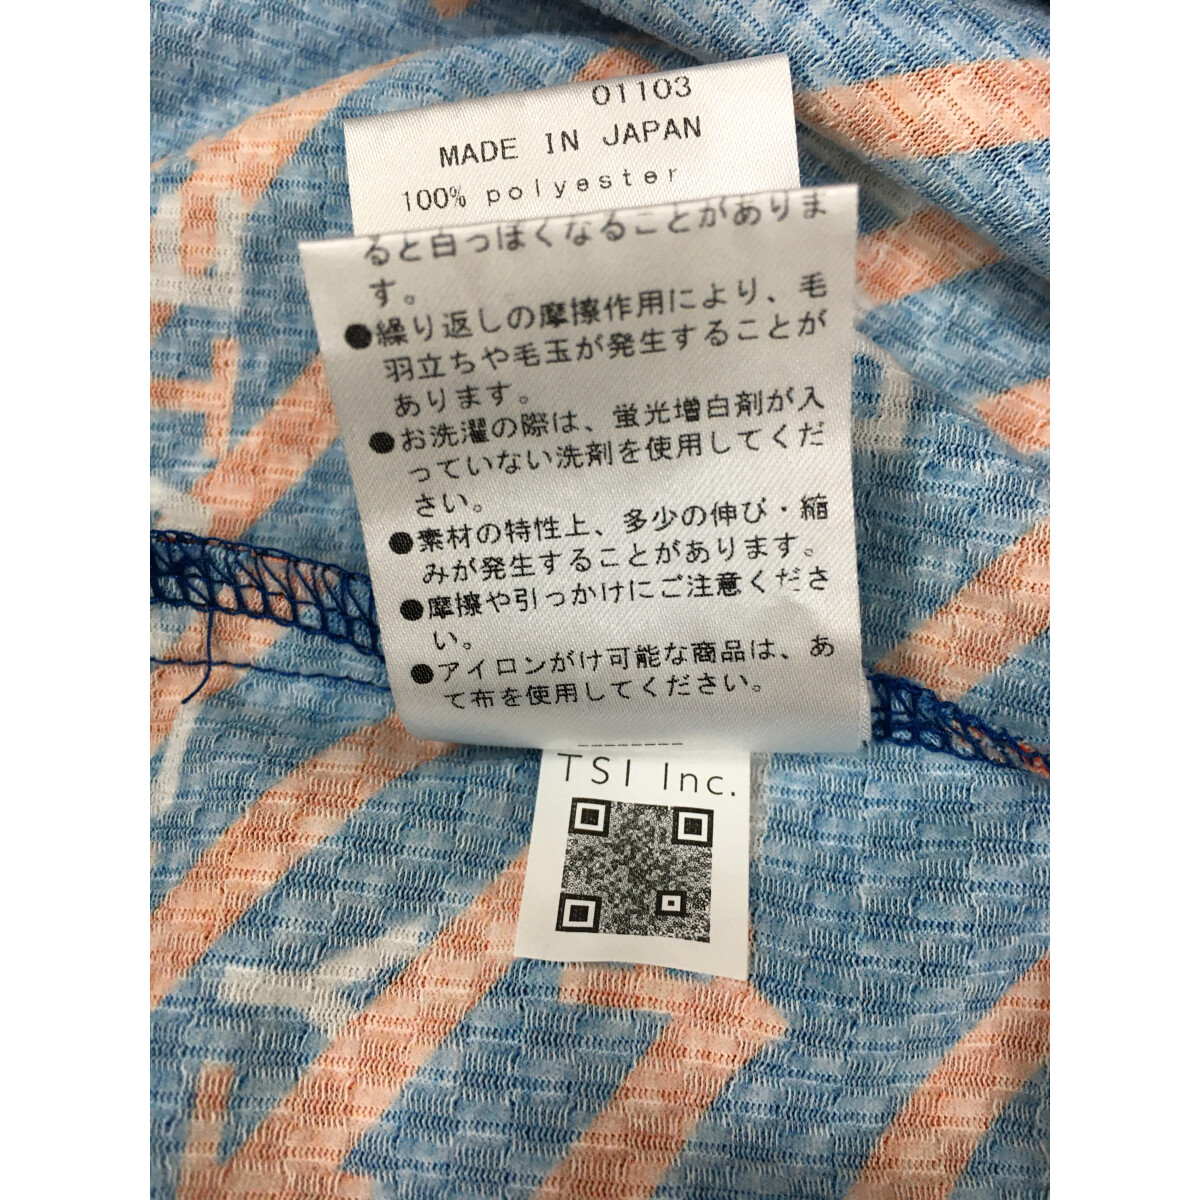 01103
MADE IN JAPAN
100% polyester
ると白っぽくなることがありま
す。
●繰り返しの摩擦作用により、毛
羽立ちや毛玉が発生することが
あります。
●お洗濯の際は、蛍光増白剤が入
っていない洗剤を使用してくだ
さい。
●素材の特性上、多少の伸び・縮
みが発生することがあります。
●摩擦や引っかけにご注意くださ
い。
●アイロンがけ可能な商品は、あ
て布を使用してください。
TSI Inc.